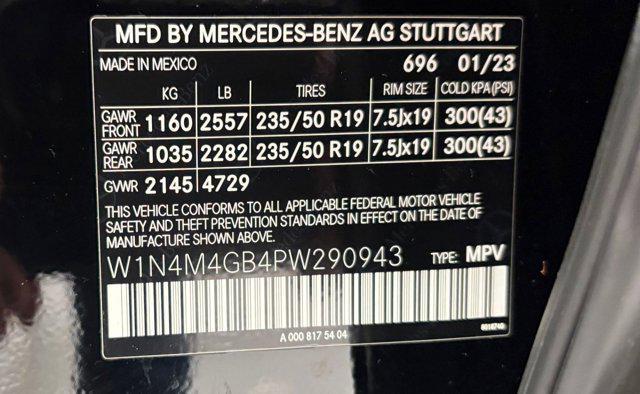 MFD BY MERCEDES-BENZ AG STUTTGART
MADE IN MEXICO 696 01/23
KG LB TIRES RIM SIZE COLD KPA(PSI)
GAWR FRONT 1160 2557 235/50 R19 7.5Jx19 300(43)
GAWR REAR 1035 2282 235/50 R19 7.5Jx19 300(43)
GVWR 2145 4729
THIS VEHICLE CONFORMS TO ALL APPLICABLE FEDERAL MOTOR VEHICLE
SAFETY AND THEFT PREVENTION STANDARDS IN EFFECT ON THE DATE OF
MANUFACTURE SHOWN ABOVE.
W1N4M4GB4PW290943 TYPE: MPV
A 000 817 54 04